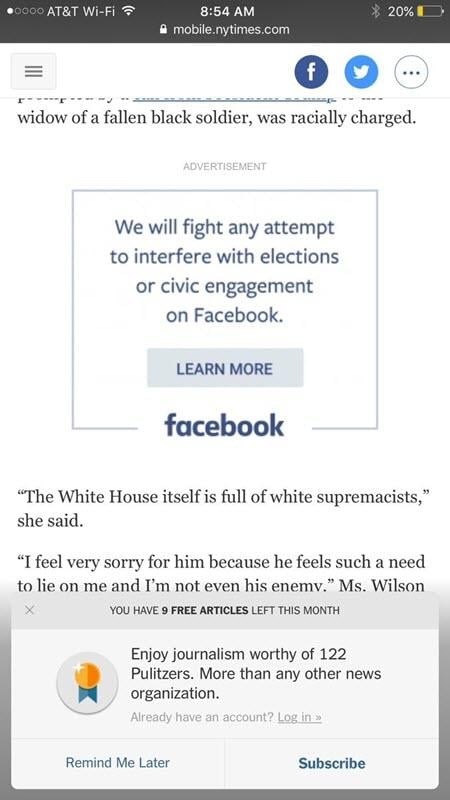 AT&T Wi-Fi 8:54 AM 20%
mobile.nytimes.com
f
widow of a fallen black soldier, was racially charged.
ADVERTISEMENT
We will fight any attempt
to interfere with elections
or civic engagement
on Facebook.
LEARN MORE
facebook
“The White House itself is full of white supremacists,”
she said.
“I feel very sorry for him because he feels such a need
to lie on me and I’m not even his enemy,” Ms. Wilson
YOU HAVE 9 FREE ARTICLES LEFT THIS MONTH
Enjoy journalism worthy of 122
Pulitzers. More than any other news
organization.
Already have an account? Log in »
Remind Me Later Subscribe